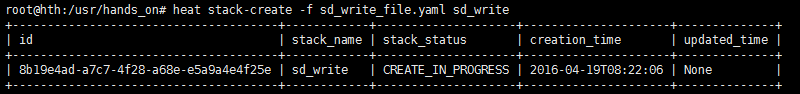 root@hth:/usr/hands_on# heat stack-create -f sd_write_file.yaml sd_write
+--------------------------------------+------------+--------------------+---------------------+--------------+
| id                                   | stack_name | stack_status       | creation_time       | updated_time |
+--------------------------------------+------------+--------------------+---------------------+--------------+
| 8b19e4ad-a7c7-4f28-a68e-e5a9a4e4f25e | sd_write   | CREATE_IN_PROGRESS | 2016-04-19T08:22:06 | None         |
+--------------------------------------+------------+--------------------+---------------------+--------------+